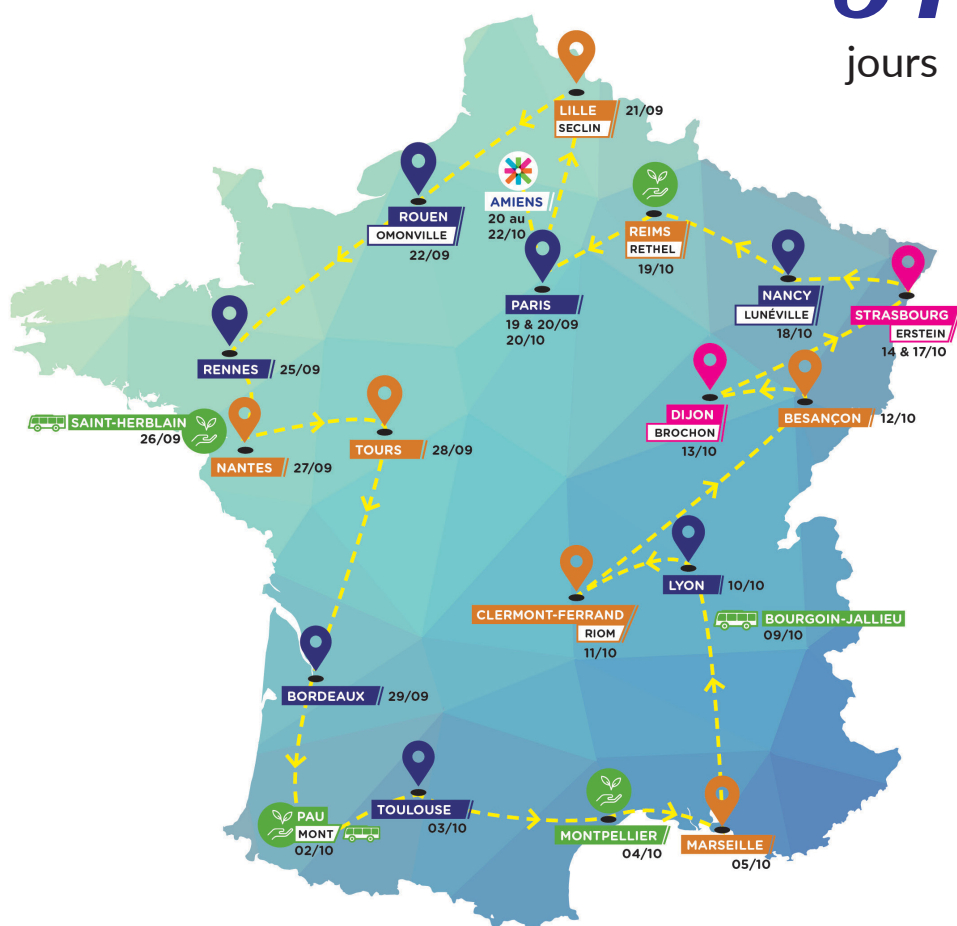 jours
LILLE
SECLIN
21/09
AMIENS
20 au
22/10
ROUEN
OMONVILLE
22/09
REIMS
RETHEL
19/10
PARIS
19 & 20/09
20/10
NANCY
LUNÉVILLE
18/10
STRASBOURG
ERSTEIN
14 & 17/10
RENNES
25/09
DIJON
BROCHON
13/10
BESANÇON
12/10
SAINT-HERBLAIN
26/09
NANTES
27/09
TOURS
28/09
LYON
10/10
CLERMONT-FERRAND
RIOM
11/10
BOURGOIN-JALLIEU
09/10
BORDEAUX
29/09
PAU
MONT
02/10
TOULOUSE
03/10
MONTPELLIER
04/10
MARSEILLE
05/10